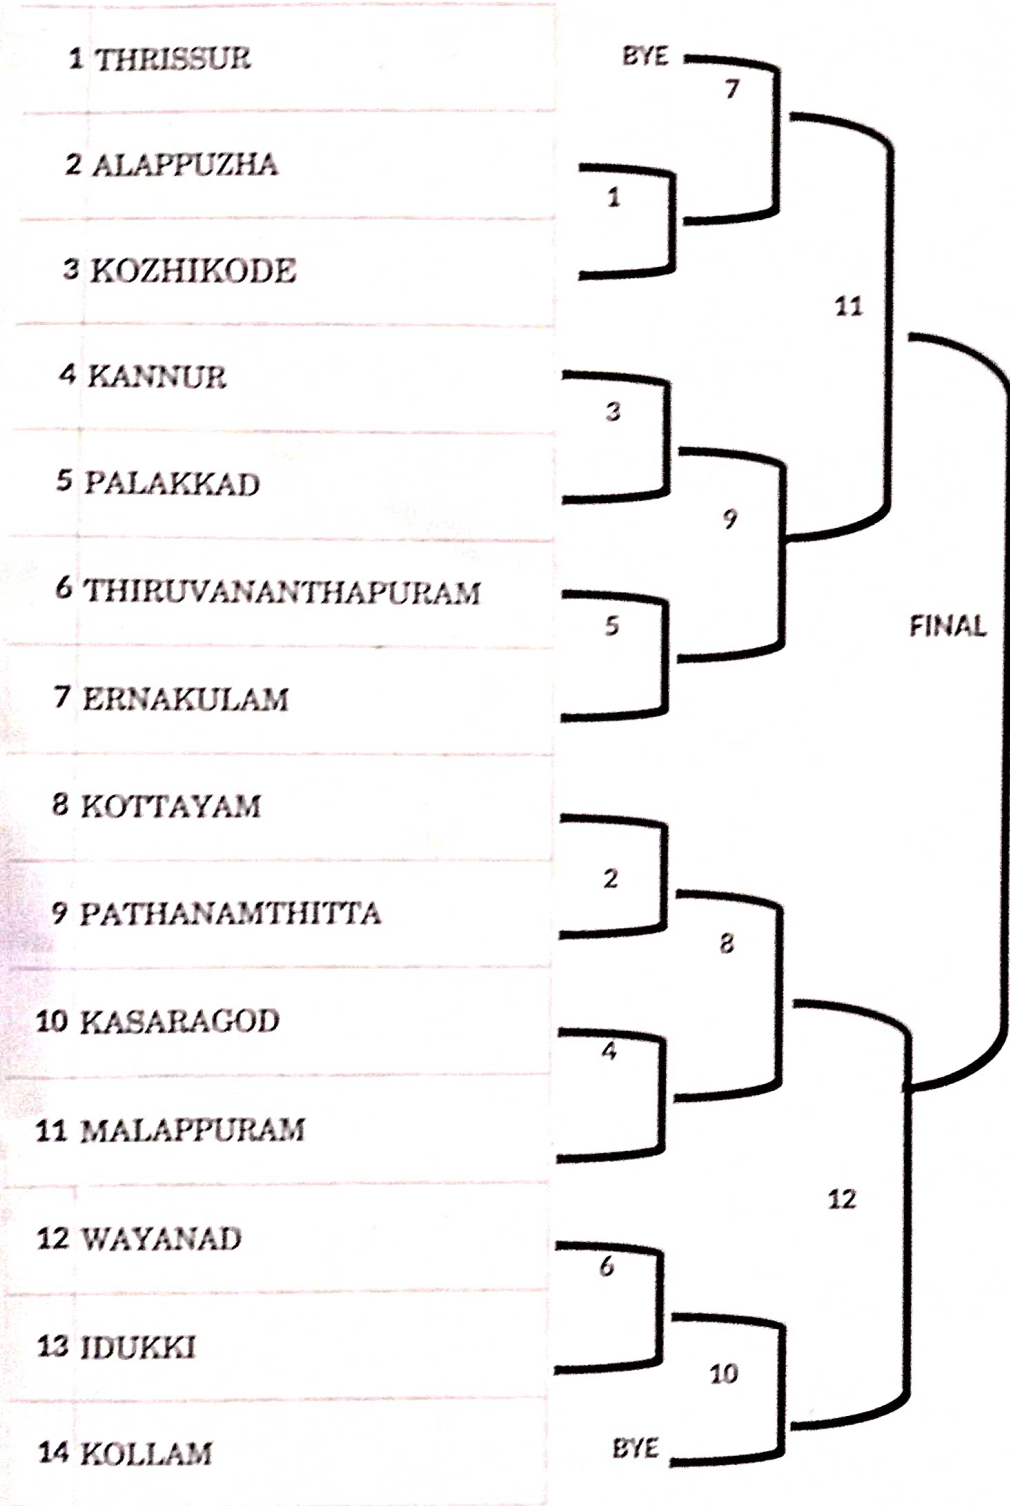 1 THRISSUR BYE
7
2 ALAPPUZHA
1
3 KOZHIKODE
11
4 KANNUR
3
5 PALAKKAD
9
6 THIRUVANANTHAPURAM
5
FINAL
7 ERNAKULAM
8 KOTTAYAM
2
9 PATHANAMTHITTA
8
10 KASARAGOD
4
11 MALAPPURAM
12
12 WAYANAD
6
13 IDUKKI
10
14 KOLLAM BYE